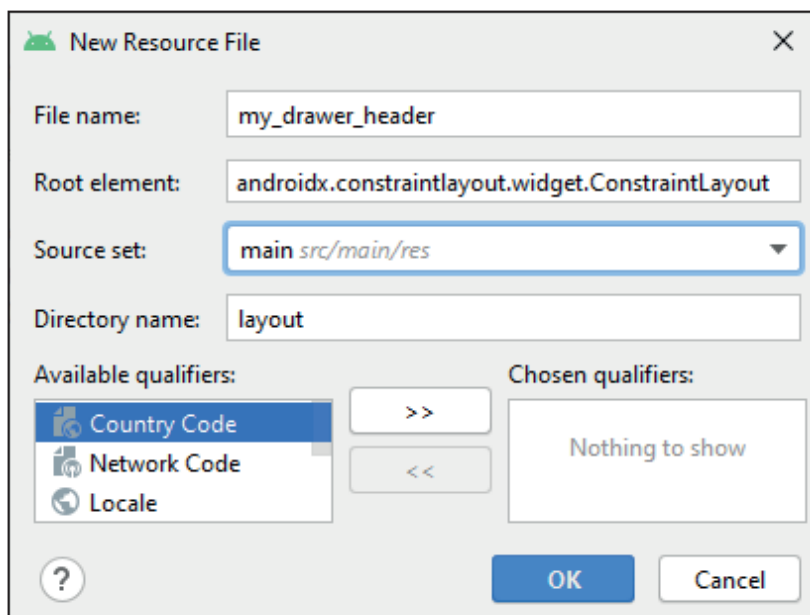 New Resource File
File name: my_drawer_header
Root element: androidx.constraintlayout.widget.ConstraintLayout
Source set: main src/main/res
Directory name: layout
Available qualifiers:
Country Code
Network Code
Locale
>>
<<
Chosen qualifiers:
Nothing to show
?
OK
Cancel